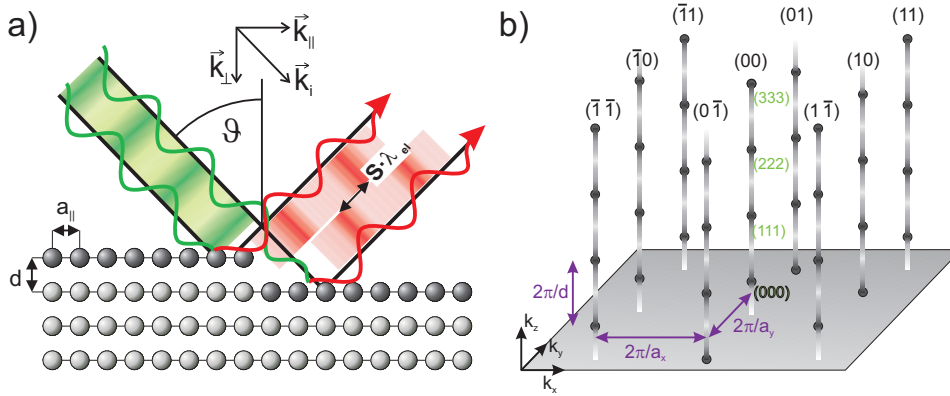 a)
k⃗∥
k⃗⊥
k⃗i
ϑ
S·λel
a∥
d
b)
(1̄1)
(01)
(11)
(1̄0)
(00)
(10)
(1̄ 1̄)
(0 1̄)
(1 1̄)
(333)
(222)
(111)
(000)
2π/d
2π/ay
2π/ax
kz
ky
kx